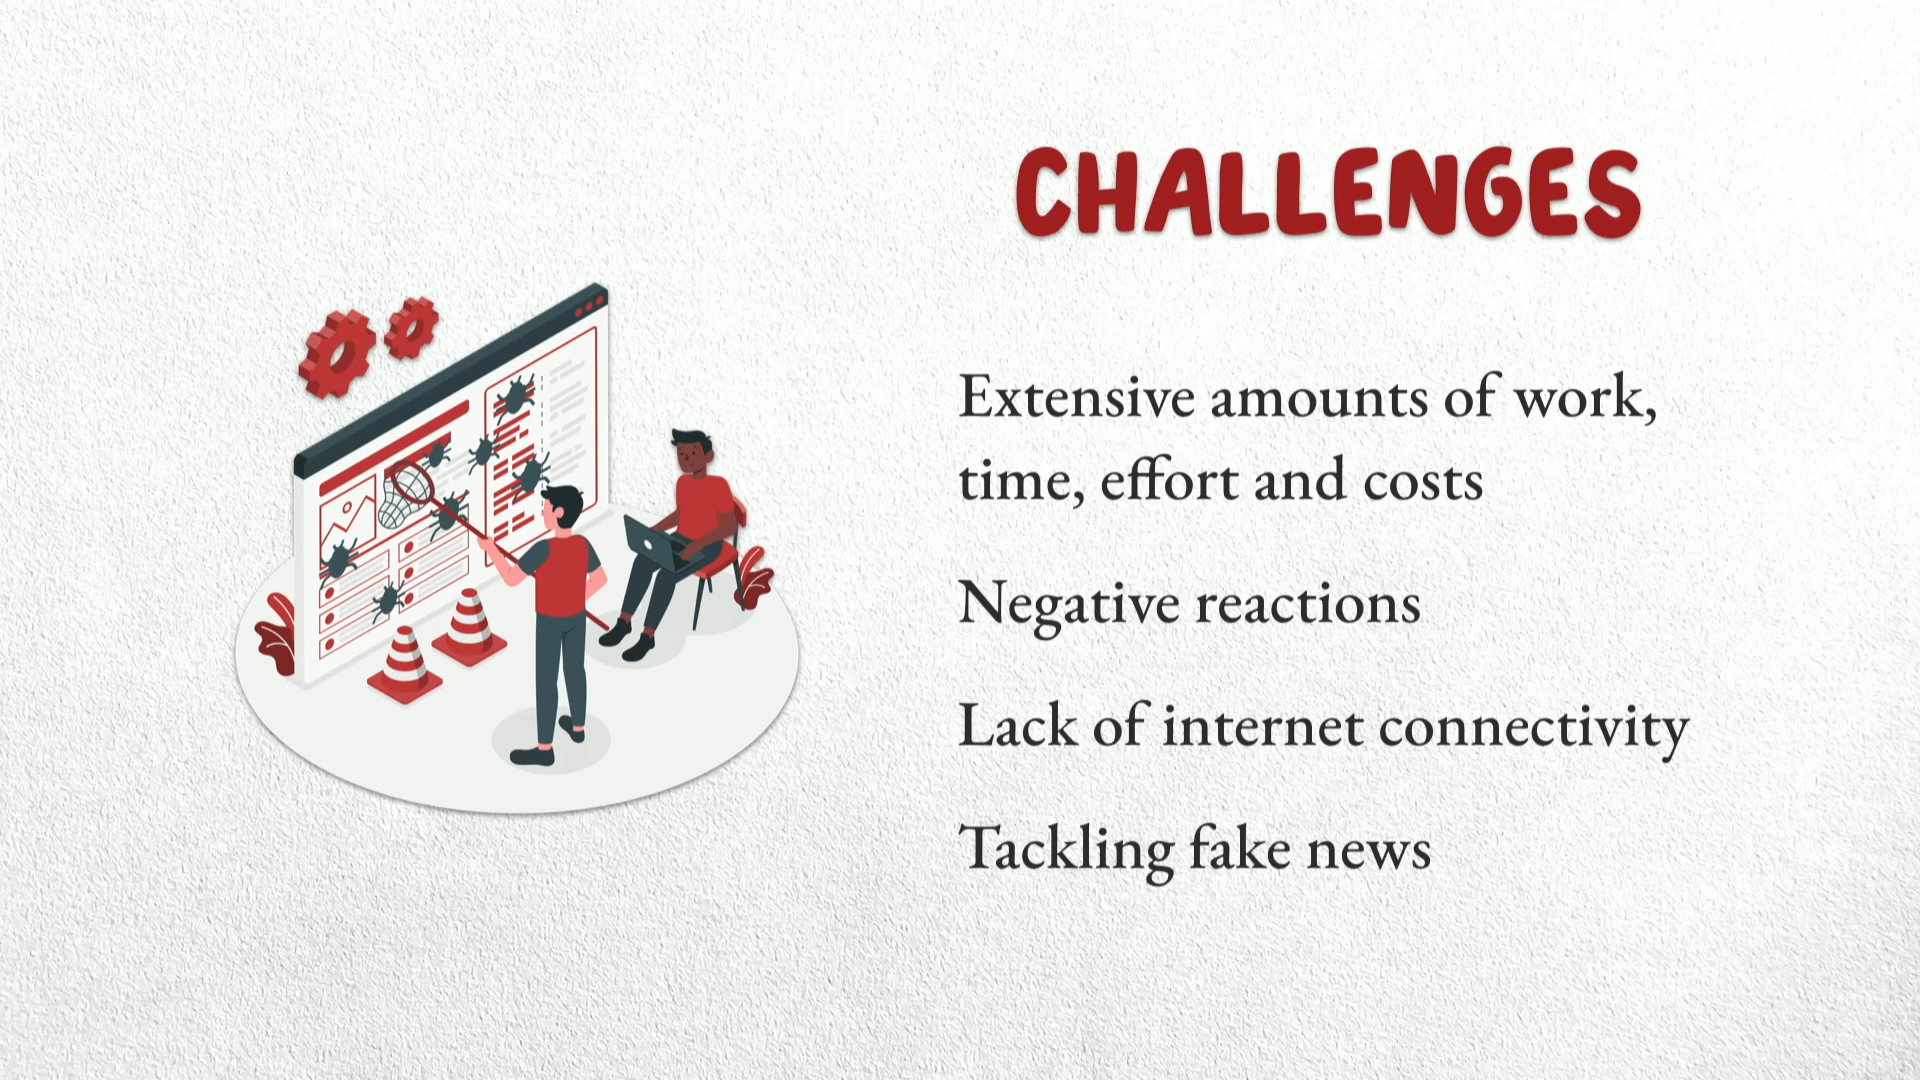 CHALLENGES
Extensive amounts of work,
time, effort and costs
Negative reactions
Lack of internet connectivity
Tackling fake news